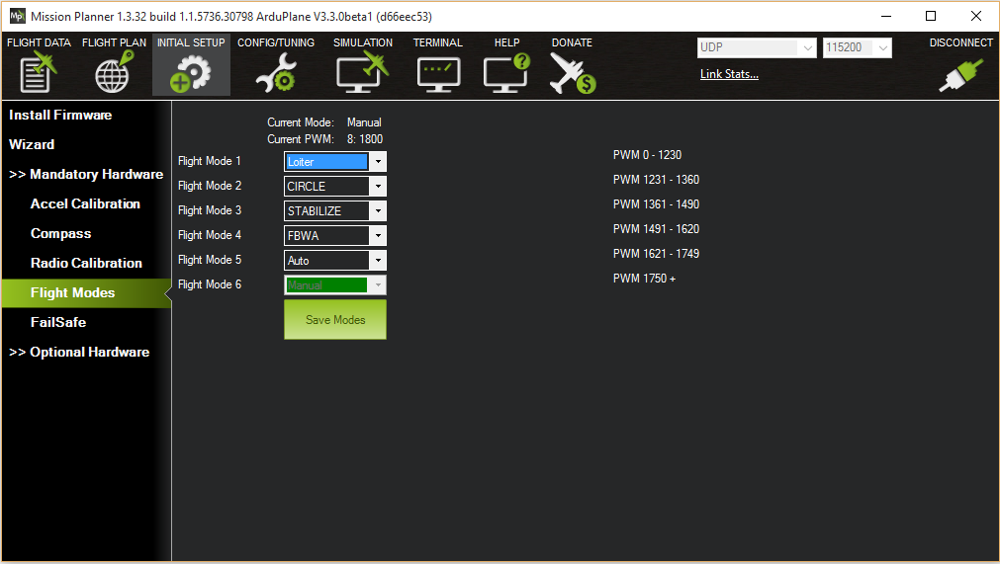 Mission Planner 1.3.32 build 1.1.5736.30798 ArduPlane V3.3.0beta1 (d66eec53)
FLIGHT DATA FLIGHT PLAN INITIAL SETUP CONFIG/TUNING SIMULATION TERMINAL HELP DONATE DISCONNECT
UDP 115200
Link Stats...
Install Firmware
Wizard
>> Mandatory Hardware
Accel Calibration
Compass
Radio Calibration
Flight Modes
FailSafe
>> Optional Hardware
Current Mode: Manual
Current PWM: 8: 1800
Flight Mode 1 Loiter PWM 0 - 1230
Flight Mode 2 CIRCLE PWM 1231 - 1360
Flight Mode 3 STABILIZE PWM 1361 - 1490
Flight Mode 4 FBWA PWM 1491 - 1620
Flight Mode 5 Auto PWM 1621 - 1749
Flight Mode 6 Manual PWM 1750 +
Save Modes